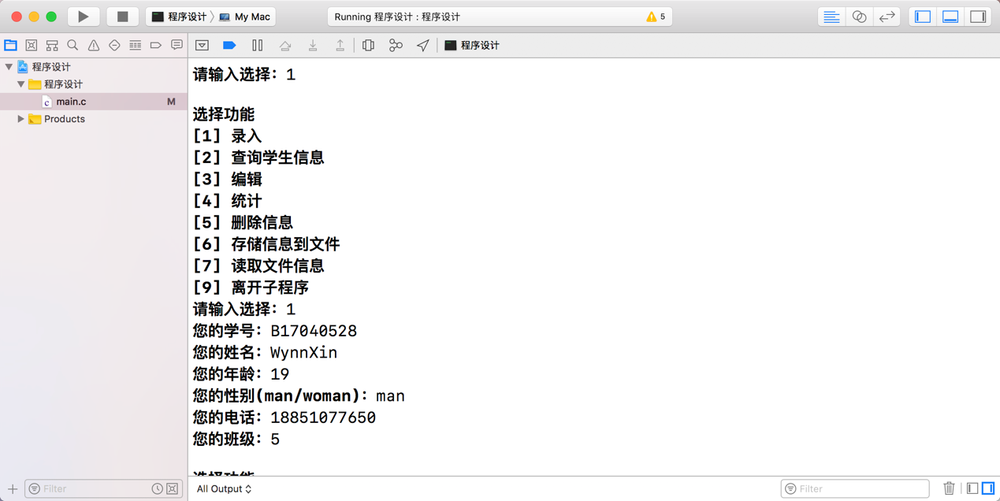 程序设计 〉 My Mac
Running 程序设计 : 程序设计
5
程序设计
程序设计
程序设计
main.c
M
Products
请输入选择：1
选择功能
[1] 录入
[2] 查询学生信息
[3] 编辑
[4] 统计
[5] 删除信息
[6] 存储信息到文件
[7] 读取文件信息
[9] 离开子程序
请输入选择：1
您的学号：B17040528
您的姓名：WynnXin
您的年龄：19
您的性别(man/woman)：man
您的电话：18851077650
您的班级：5
选择功能
Filter
All Output
Filter